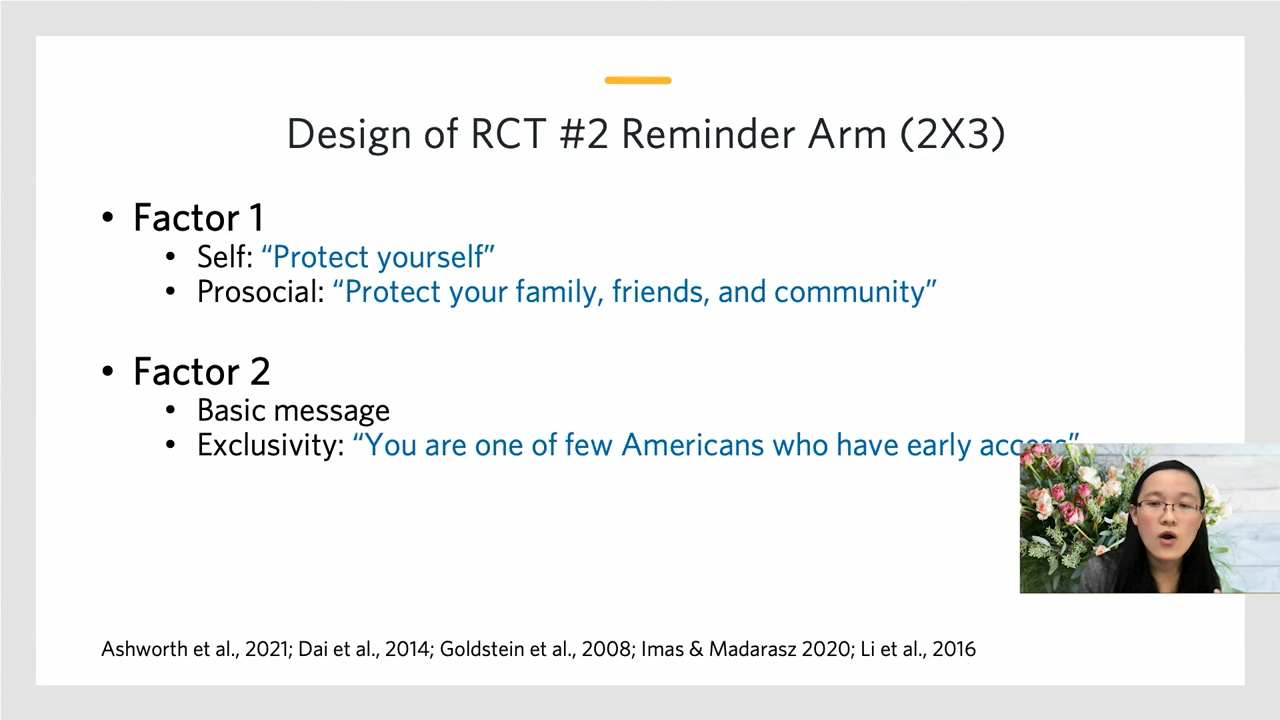 Design of RCT #2 Reminder Arm (2X3)
• Factor 1
• Self: “Protect yourself”
• Prosocial: “Protect your family, friends, and community”
• Factor 2
• Basic message
• Exclusivity: “You are one of few Americans who have early access”
Ashworth et al., 2021; Dai et al., 2014; Goldstein et al., 2008; Imas & Madarasz 2020; Li et al., 2016